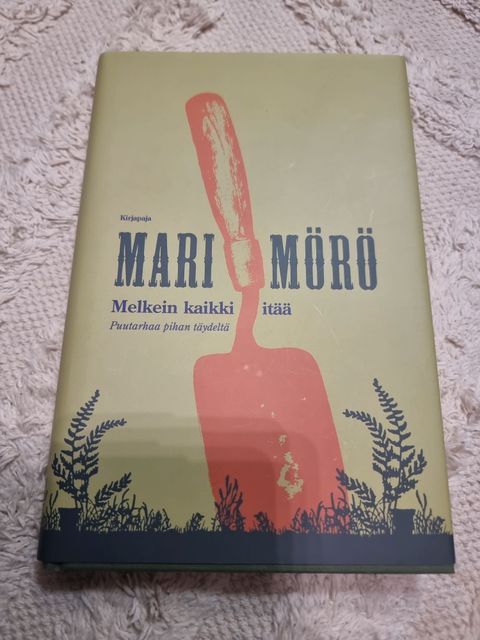 Kirjapaja
MARI MÖRÖ
Melkein kaikki itää
Puutarhaa pihan täydeltä